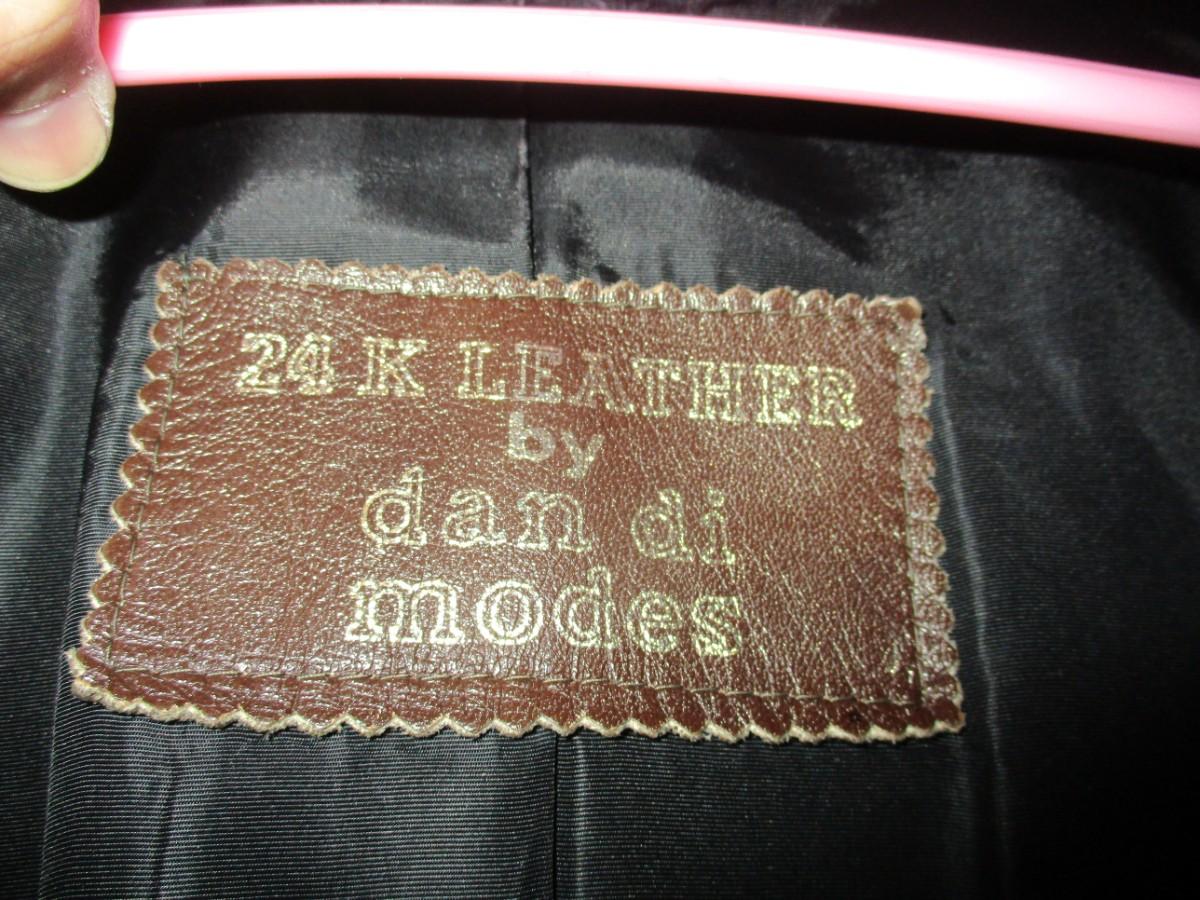 24 K LEATHER
by
dan di
modes